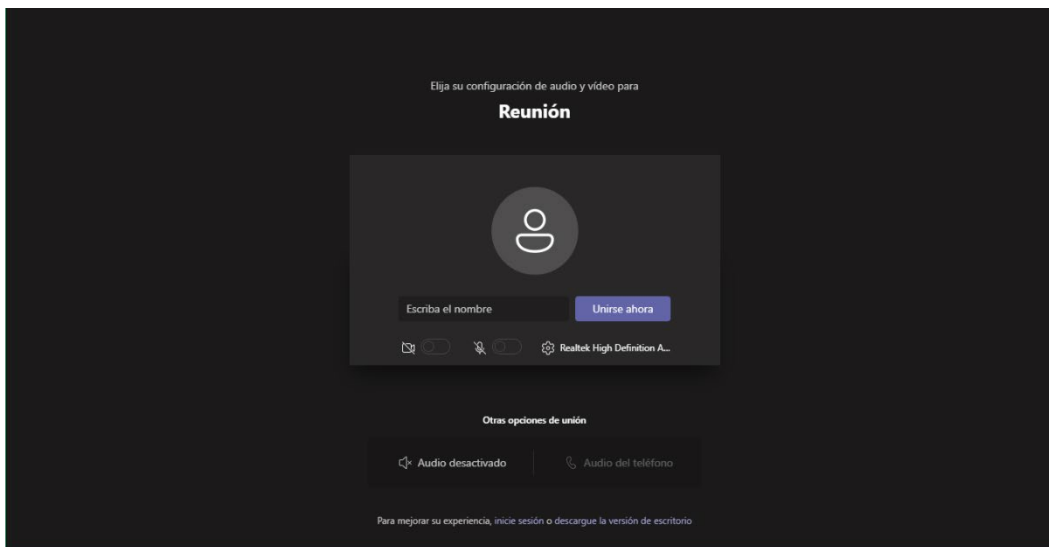 Elija su configuración de audio y vídeo para
Reunión
Escriba el nombre
Unirse ahora
Realtek High Definition A...
Otras opciones de unión
Audio desactivado
Audio del teléfono
Para mejorar su experiencia, inicie sesión o descargue la versión de escritorio